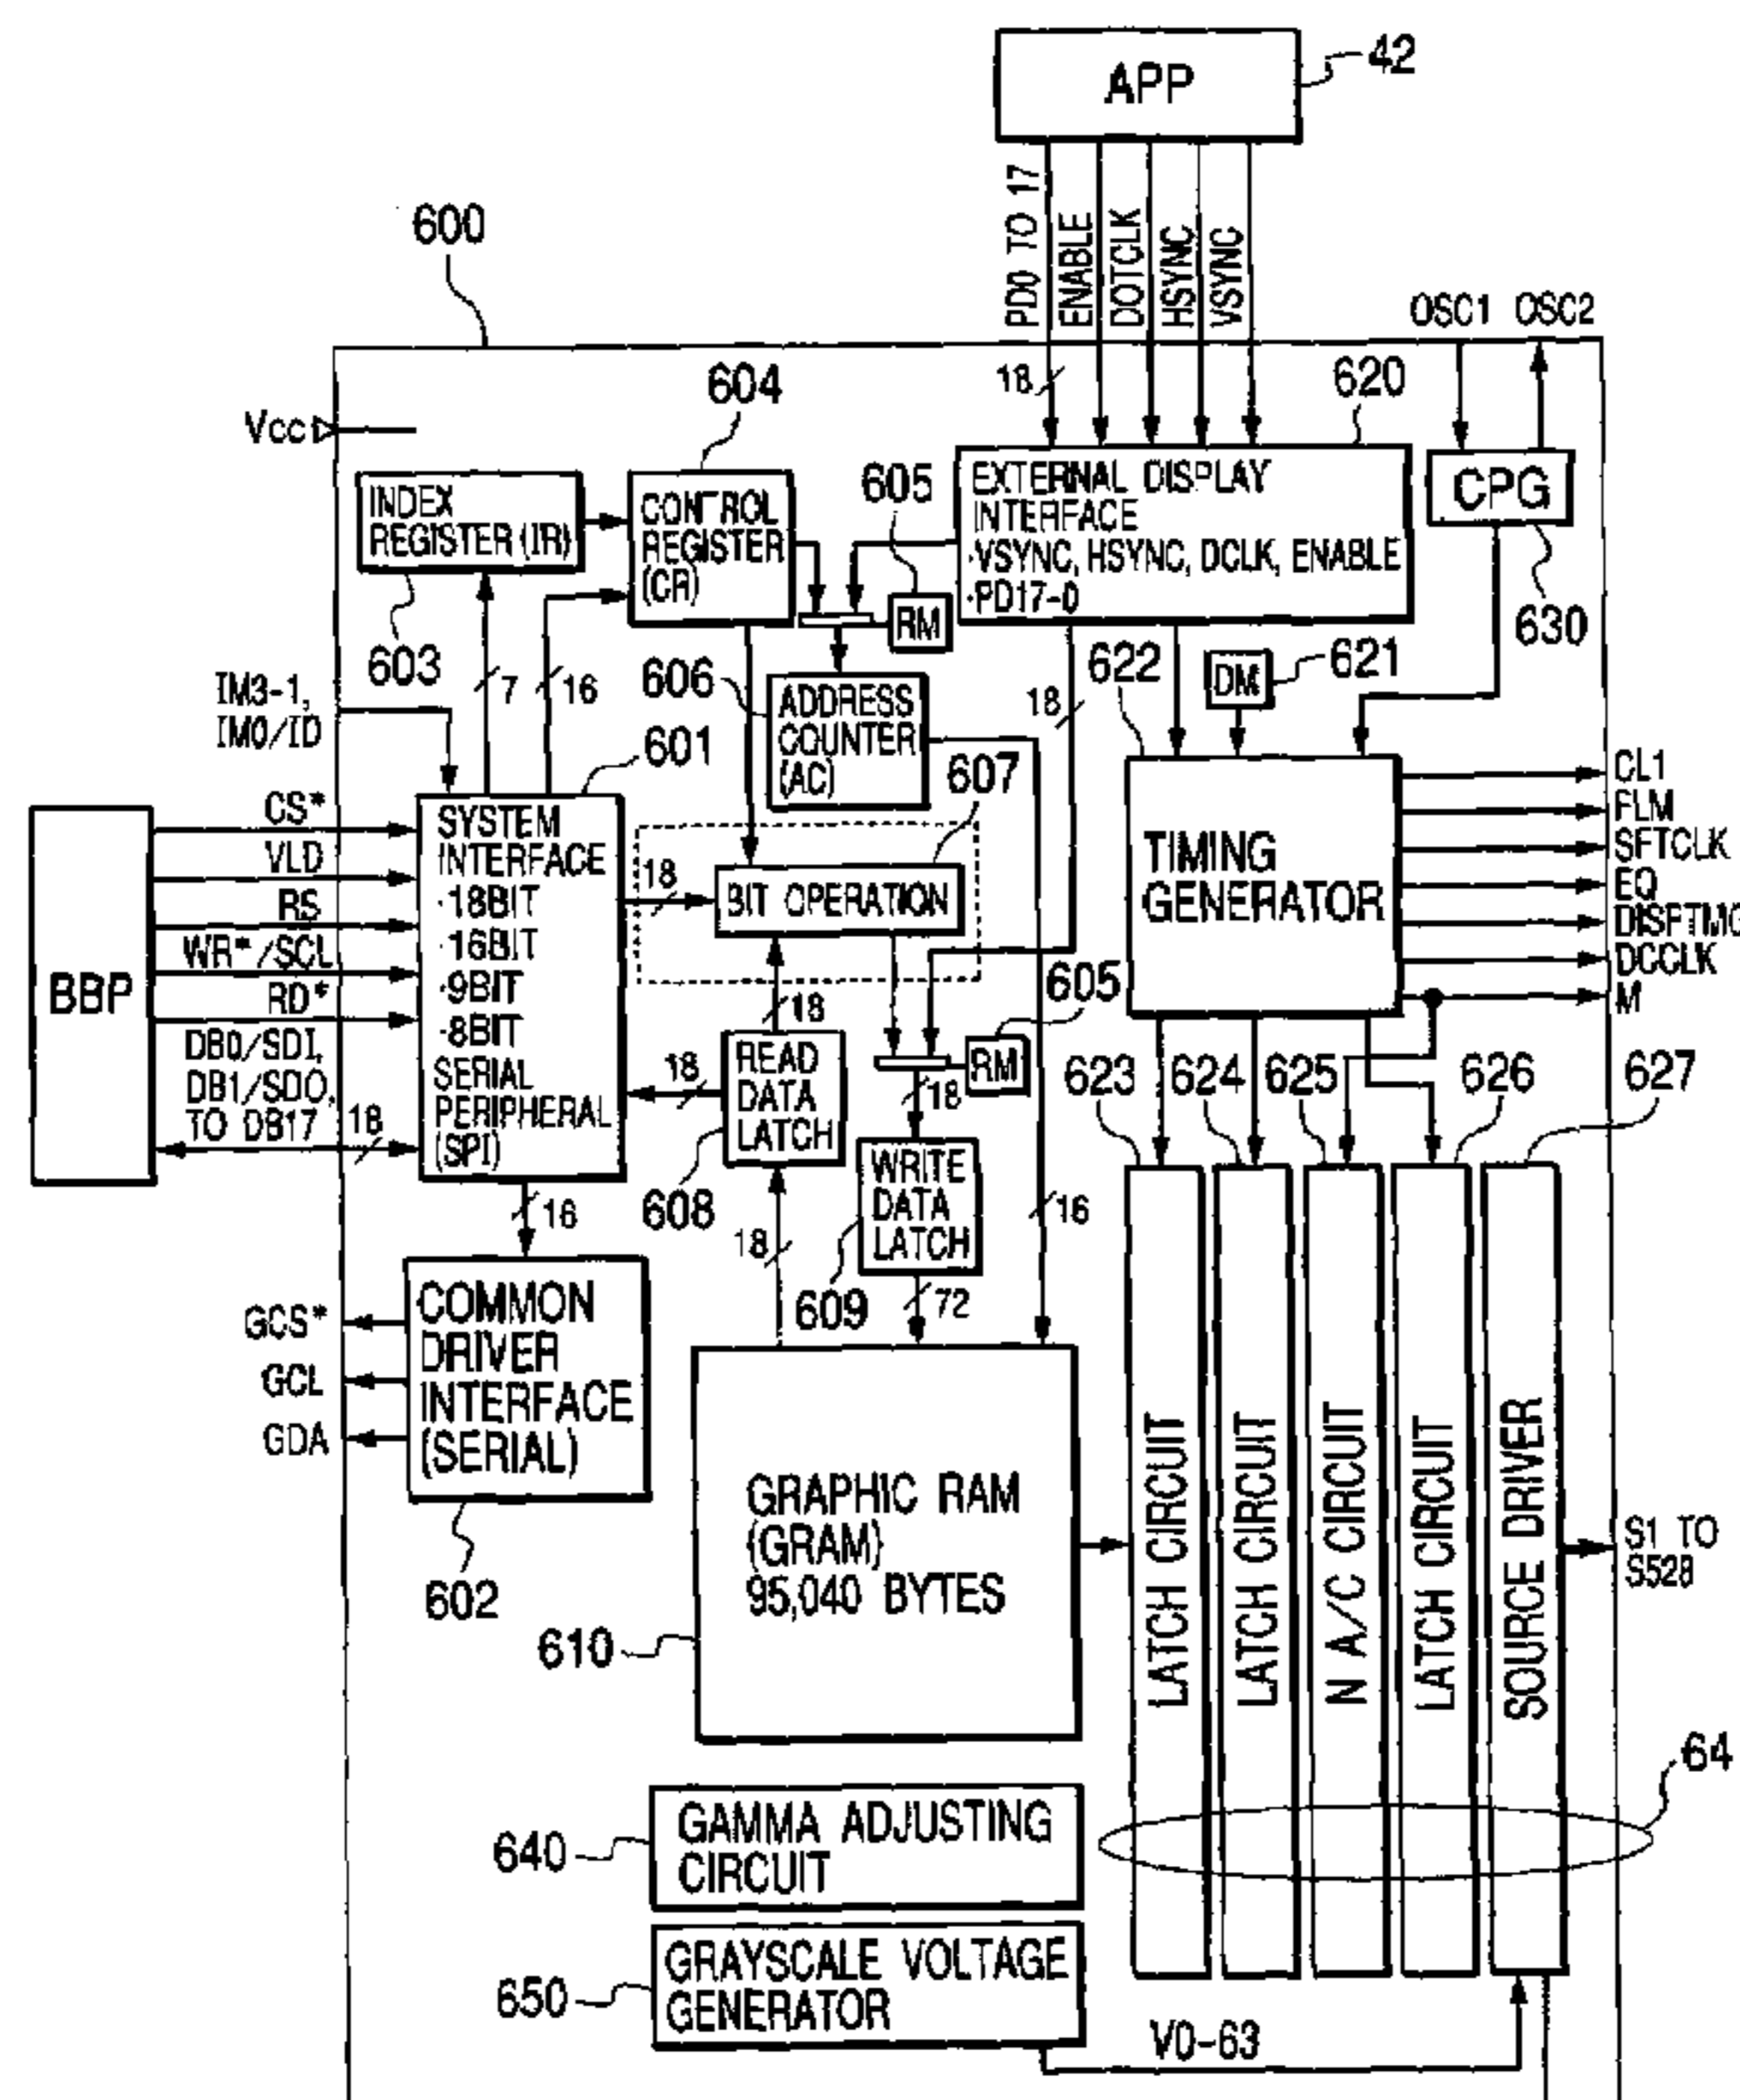 APP
42
PD0 TO 17
ENABLE
DOTCLK
HSYNC
VSYNC
600
OSC1 OSC2
18
620
604
Vcc
605
INDEX
REGISTER (IR)
CONTROL
REGISTER
(CR)
EXTERNAL DISPLAY
INTERFACE
·VSYNC, HSYNC, DCLK, ENABLE
·PD17-0
CPG
RM
630
603
7
16
606
622
DM
621
18
IM3-1,
IM0/ID
ADDRESS
COUNTER
(AC)
601
607
CS*
VLD
RS
WR*/SCL
RD*
DB0/SDI,
DB1/SDO,
TO DB17
18
BBP
SYSTEM
INTERFACE
·18BIT
·16BIT
·9BIT
·8BIT
SERIAL
PERIPHERAL
(SPI)
18
BIT OPERATION
TIMING
GENERATOR
CL1
FLM
SFTCLK
EQ
DISPTMG
DCCLK
M
605
18
READ
DATA
LATCH
18
RM
18
608
623
624
625
626
627
WRITE
DATA
LATCH
16
18
609
72
16
GCS*
GCL
GDA
COMMON
DRIVER
INTERFACE
(SERIAL)
602
GRAPHIC RAM
(GRAM)
95,040 BYTES
610
LATCH CIRCUIT
LATCH CIRCUIT
N A/C CIRCUIT
LATCH CIRCUIT
SOURCE DRIVER
S1 TO
S528
64
GAMMA ADJUSTING
CIRCUIT
640
GRAYSCALE VOLTAGE
GENERATOR
650
V0-63